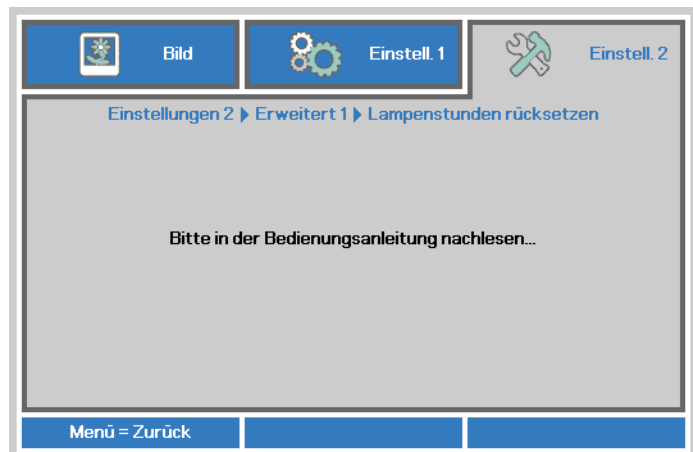 Bild
Einstell. 1
Einstell. 2
Einstellungen 2 ▶ Erweitert 1 ▶ Lampenstunden rücksetzen
Bitte in der Bedienungsanleitung nachlesen...
Menü = Zurück